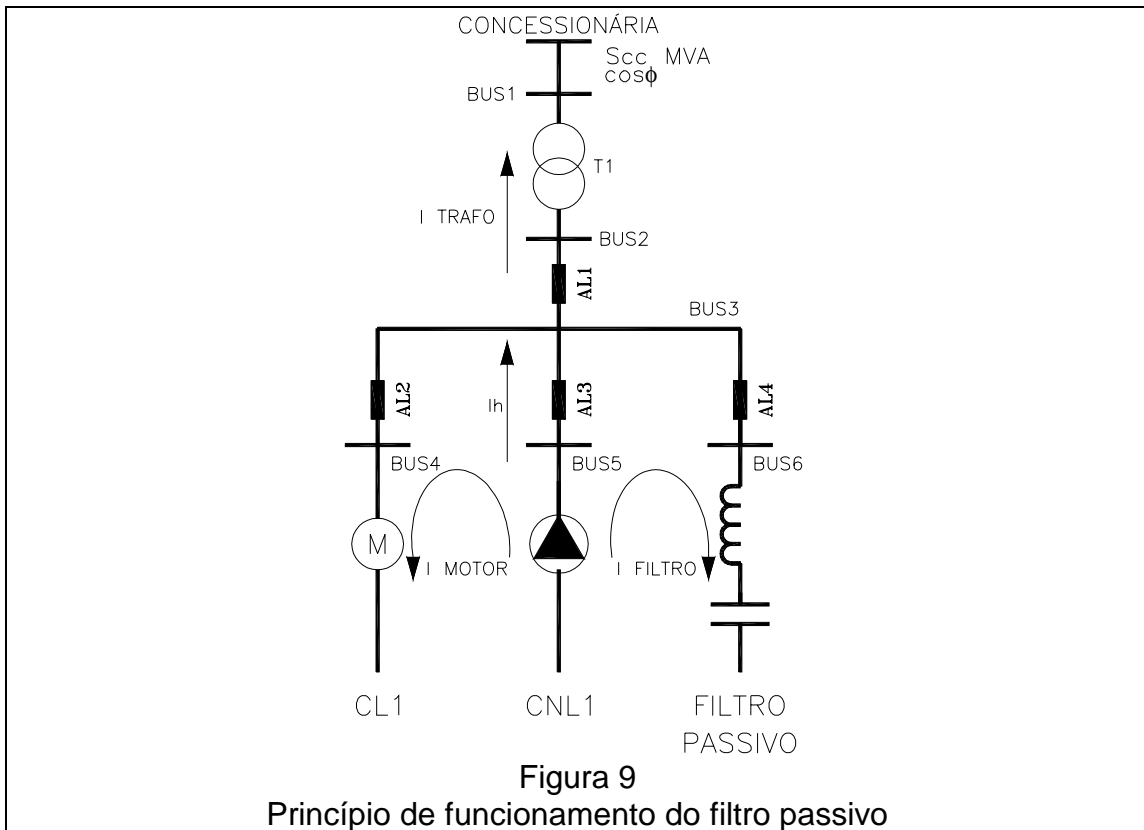 CONCESSIONÁRIA
Scc MVA
cosϕ
BUS1
T1
I TRAFO
BUS2
AL1
BUS3
AL2
Ih
AL3
AL4
BUS4
BUS5
BUS6
M
I MOTOR
I FILTRO
CL1
CNL1
FILTRO
PASSIVO
Figura 9
Princípio de funcionamento do filtro passivo